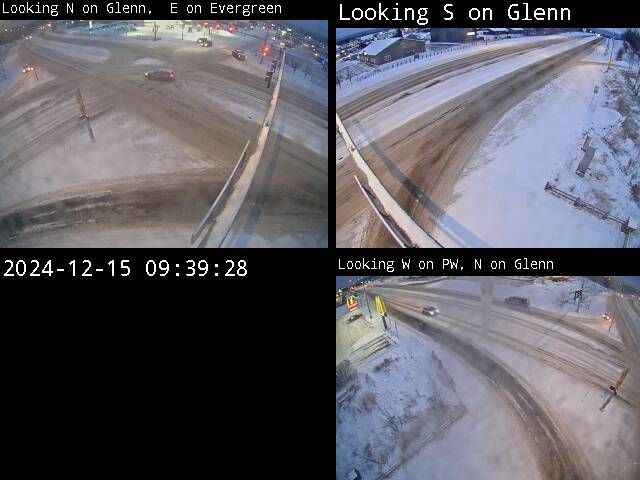 Looking N on Glenn,  E on Evergreen
Looking S on Glenn
2024-12-15 09:39:28
Looking W on PW, N on Glenn